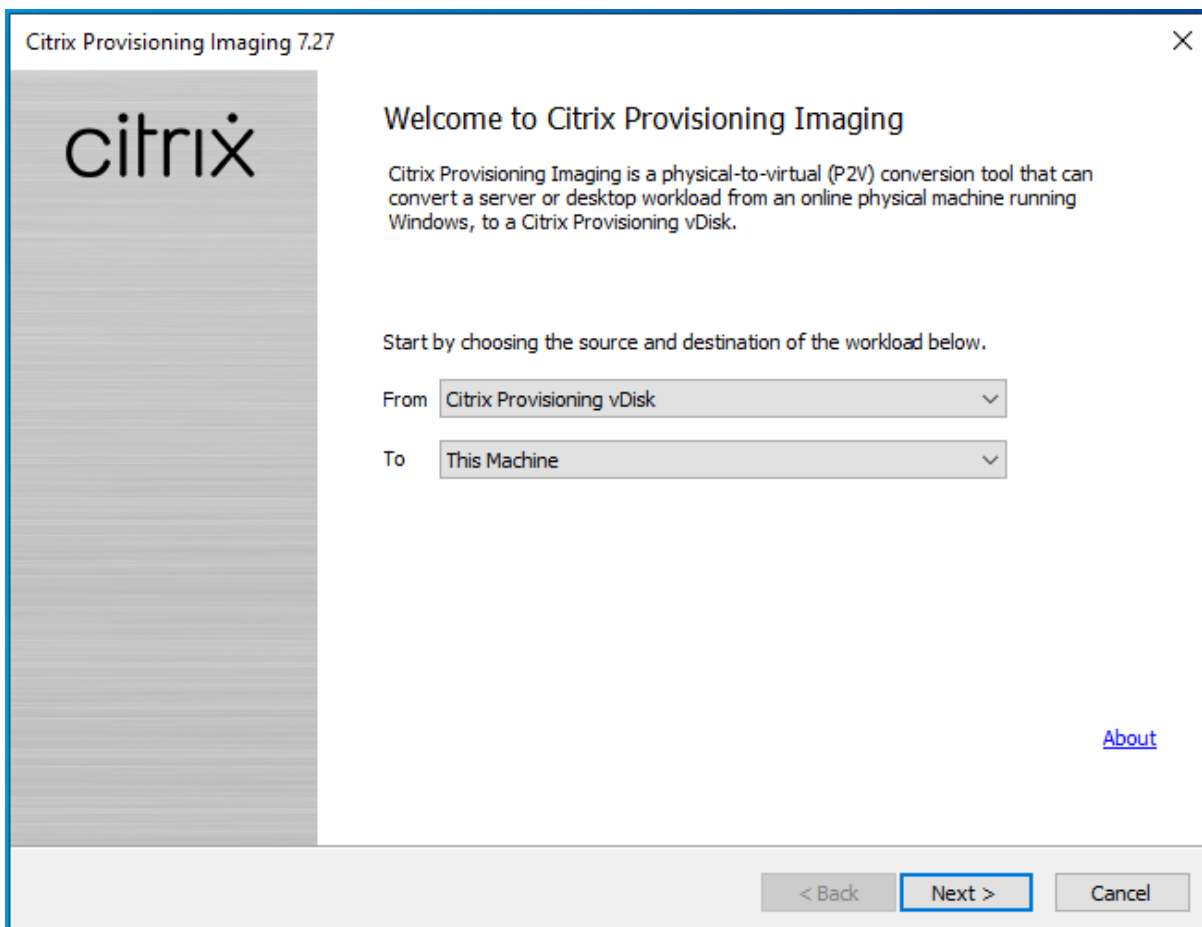 Citrix Provisioning Imaging 7.27
citrix
Welcome to Citrix Provisioning Imaging
Citrix Provisioning Imaging is a physical-to-virtual (P2V) conversion tool that can
convert a server or desktop workload from an online physical machine running
Windows, to a Citrix Provisioning vDisk.
Start by choosing the source and destination of the workload below.
From Citrix Provisioning vDisk
To This Machine
About
< Back Next > Cancel